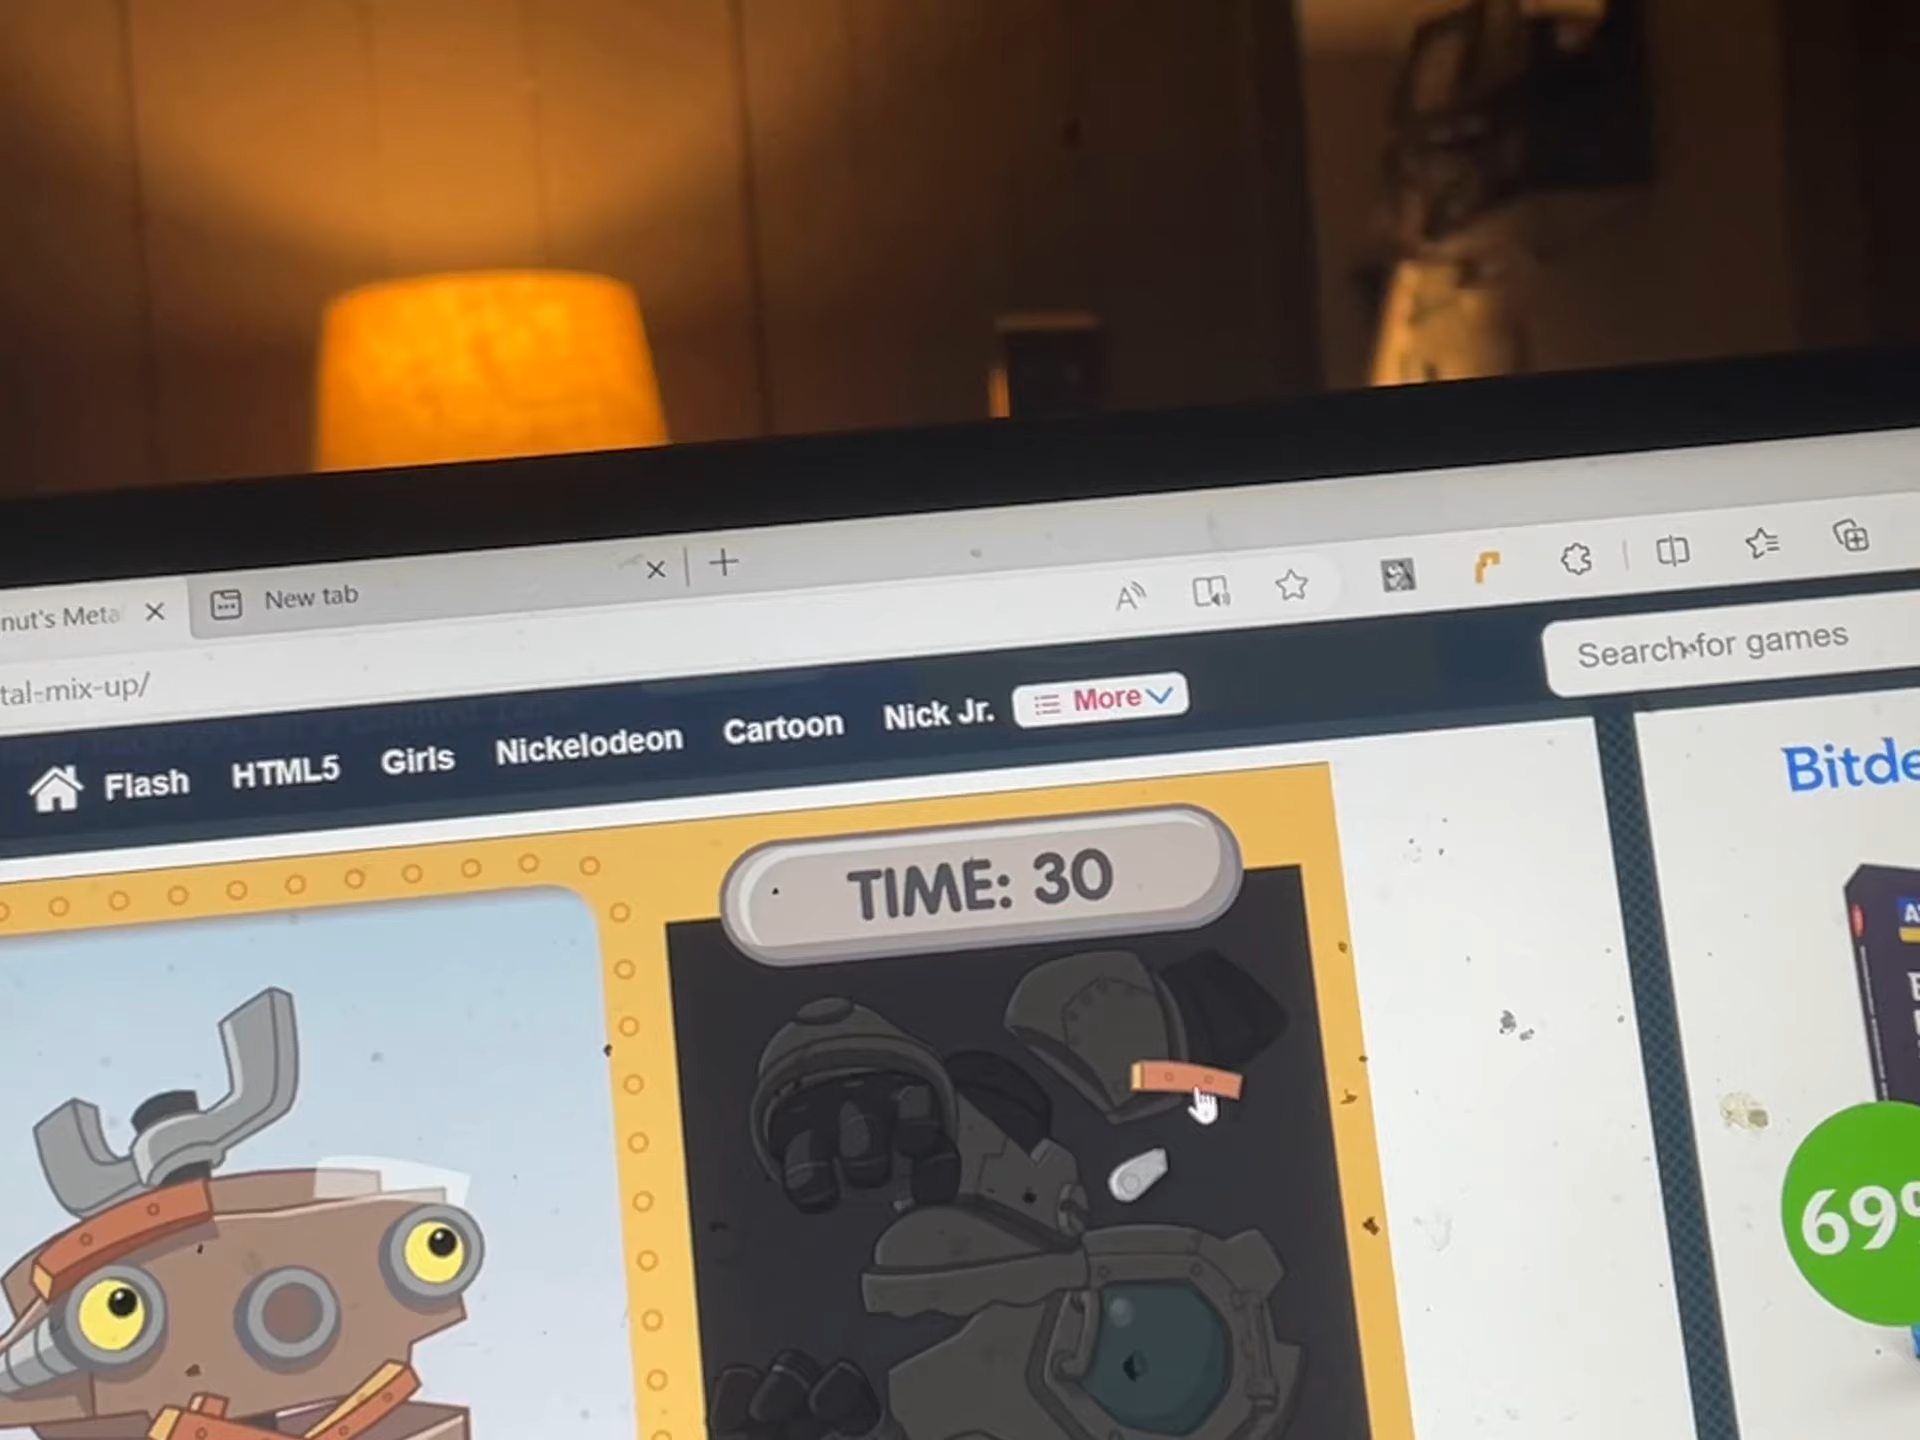 nut's Meta
New tab
tal-mix-up/
Search for games
Flash HTML5 Girls Nickelodeon Cartoon Nick Jr. More
Bitde
TIME: 30
69%